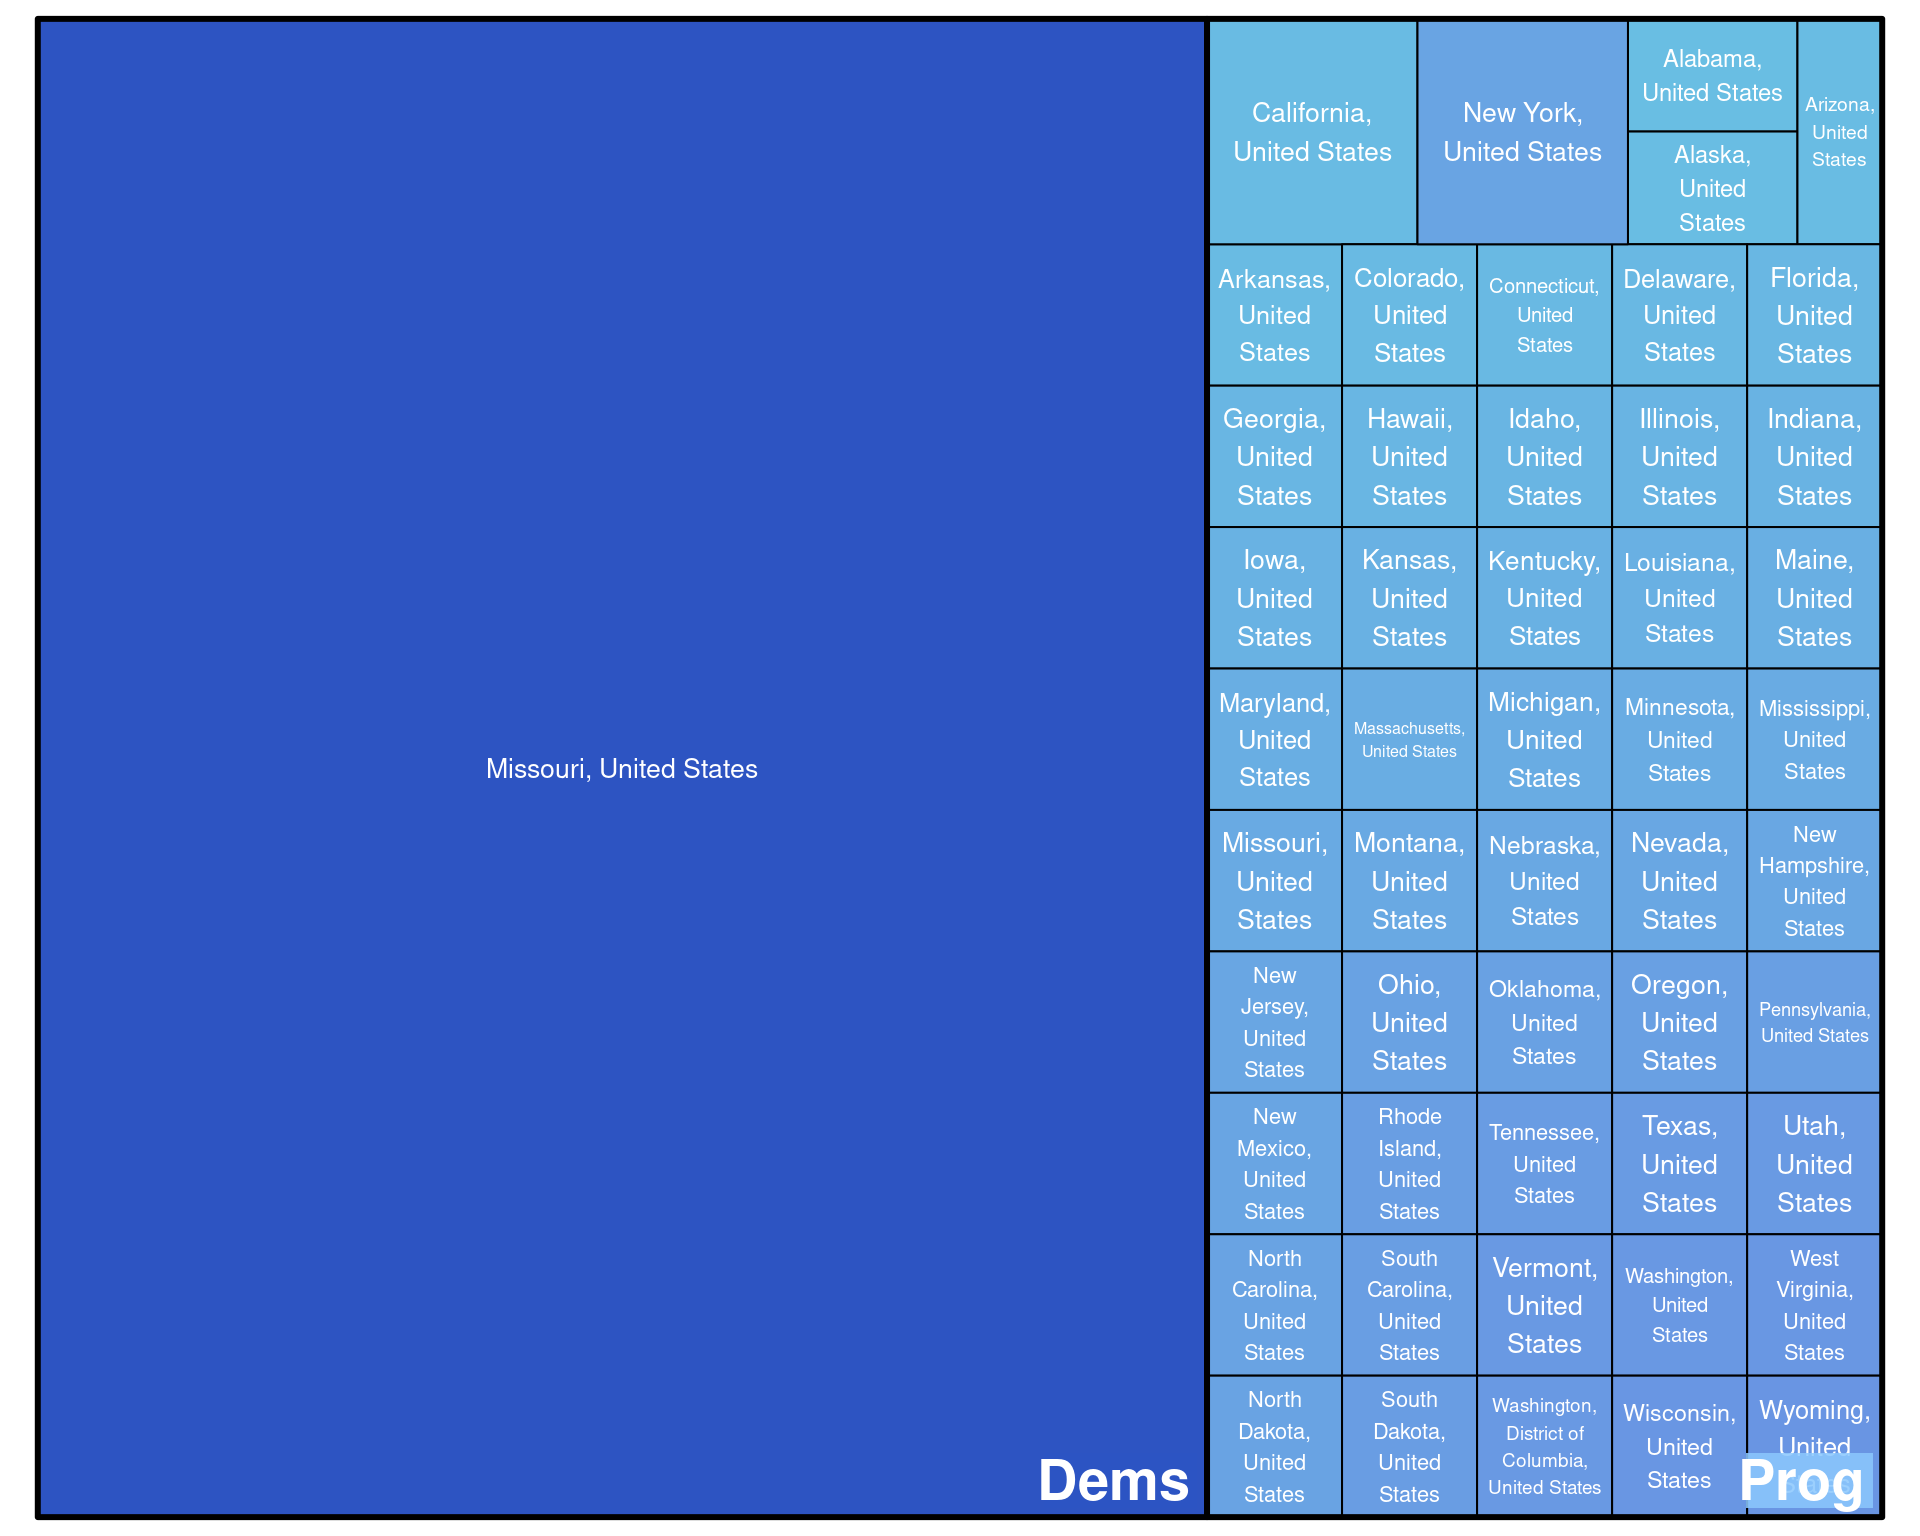 Missouri, United States
Dems
California,
United States
New York,
United States
Alabama,
United States
Alaska,
United
States
Arizona,
United
States
Arkansas,
United
States
Colorado,
United
States
Connecticut,
United
States
Delaware,
United
States
Florida,
United
States
Georgia,
United
States
Hawaii,
United
States
Idaho,
United
States
Illinois,
United
States
Indiana,
United
States
Iowa,
United
States
Kansas,
United
States
Kentucky,
United
States
Louisiana,
United
States
Maine,
United
States
Maryland,
United
States
Massachusetts,
United States
Michigan,
United
States
Minnesota,
United
States
Mississippi,
United
States
Missouri,
United
States
Montana,
United
States
Nebraska,
United
States
Nevada,
United
States
New
Hampshire,
United
States
New
Jersey,
United
States
Ohio,
United
States
Oklahoma,
United
States
Oregon,
United
States
Pennsylvania,
United States
New
Mexico,
United
States
Rhode
Island,
United
States
Tennessee,
United
States
Texas,
United
States
Utah,
United
States
North
Carolina,
United
States
South
Carolina,
United
States
Vermont,
United
States
Washington,
United
States
West
Virginia,
United
States
North
Dakota,
United
States
South
Dakota,
United
States
Washington,
District of
Columbia,
United States
Wisconsin,
United
States
Wyoming,
United
Prog